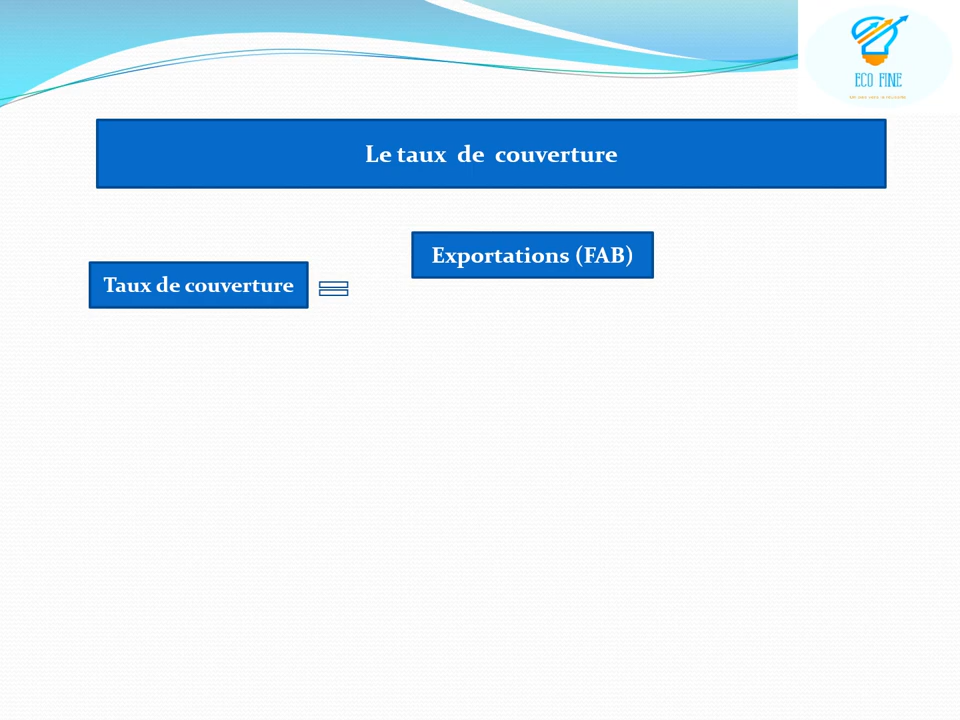 ECO FINE
Le taux de couverture
Exportations (FAB)
Taux de couverture